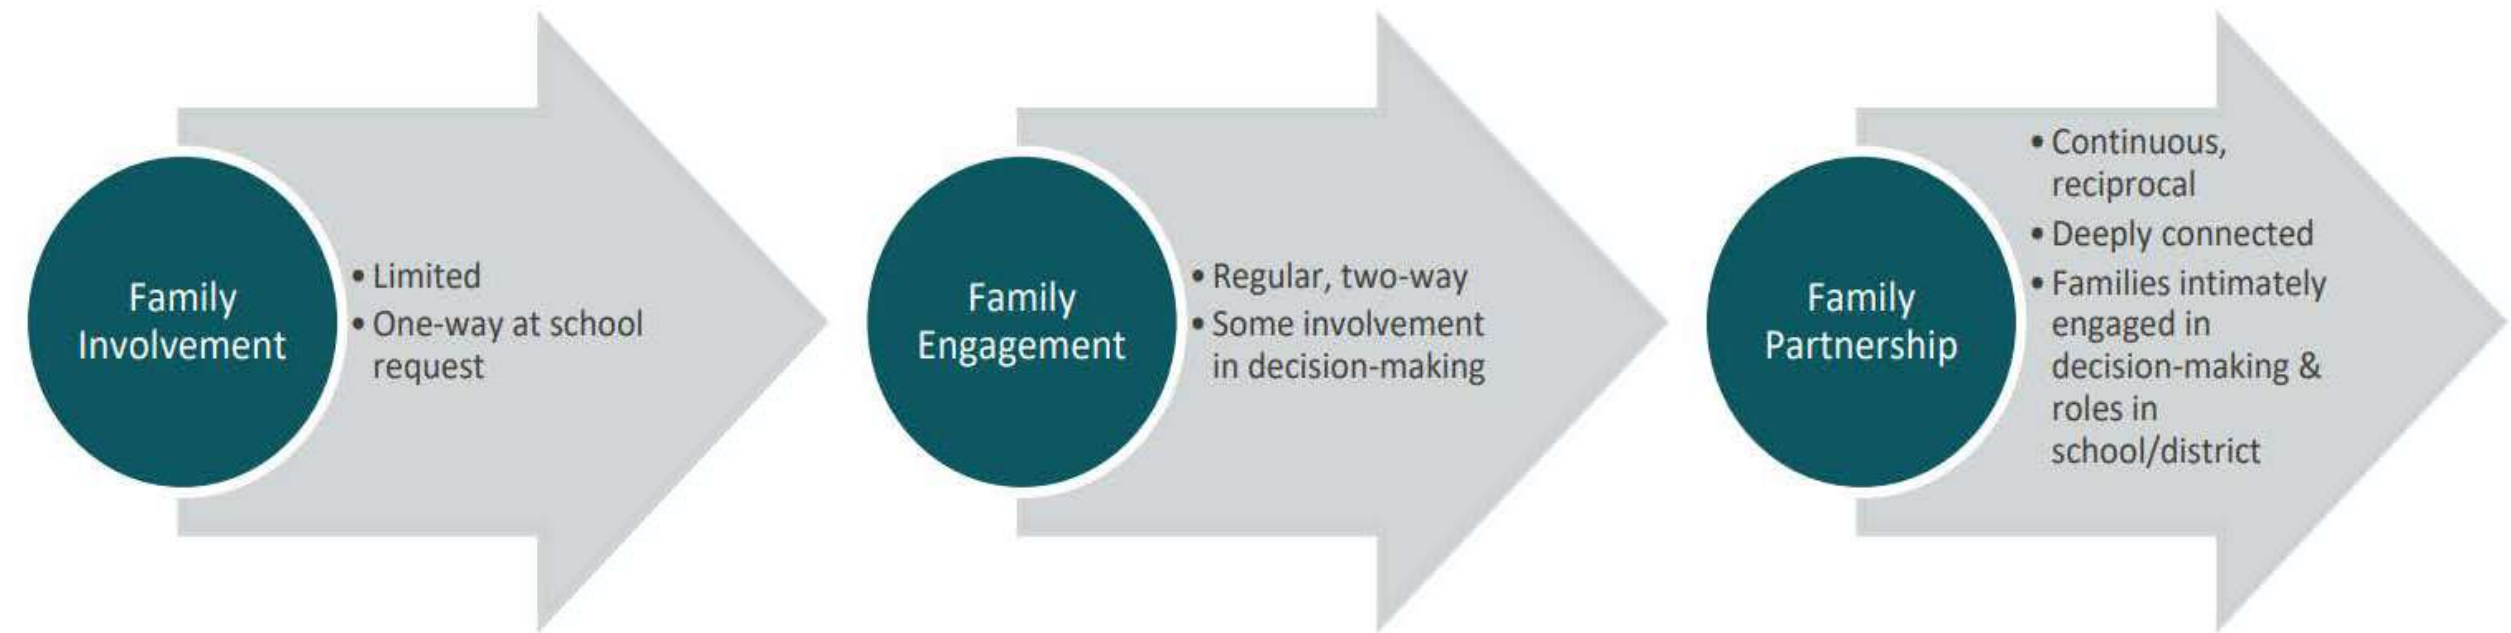 Family
Involvement
• Limited
• One-way at school
request
Family
Engagement
• Regular, two-way
• Some involvement
in decision-making
Family
Partnership
• Continuous,
reciprocal
• Deeply connected
• Families intimately
engaged in
decision-making &
roles in
school/district